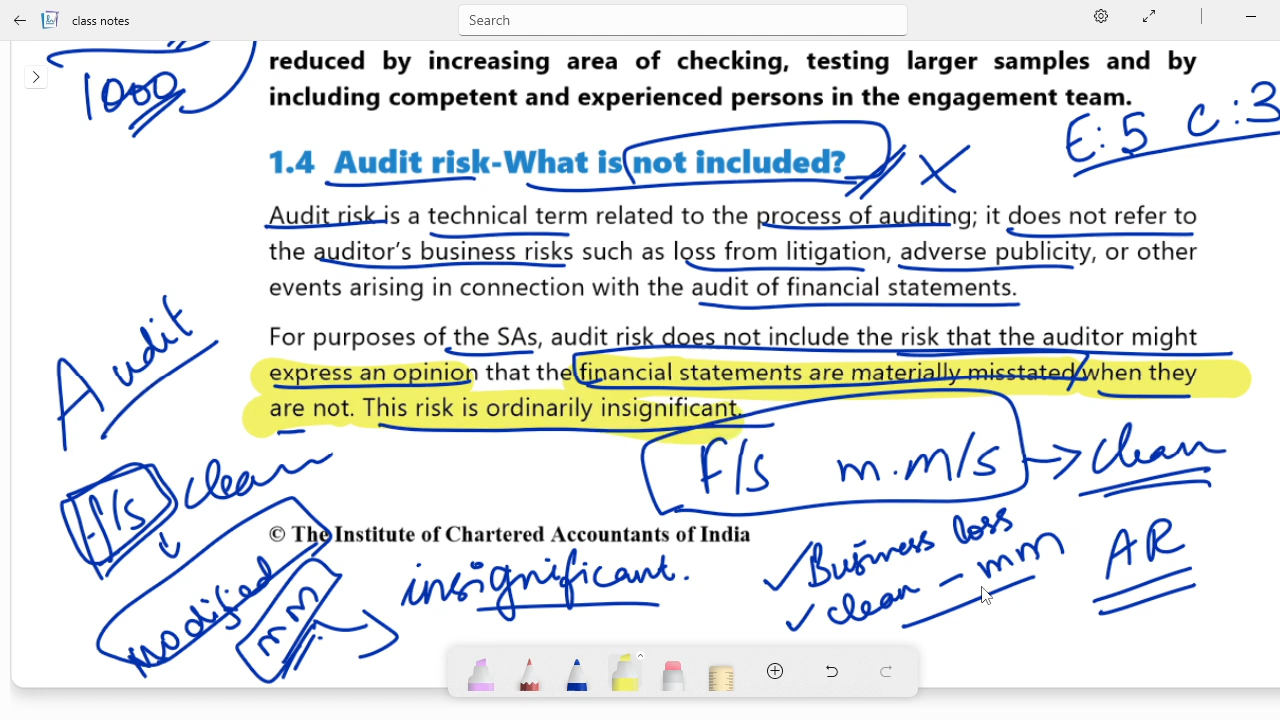 class notes
Search
1000
reduced by increasing area of checking, testing larger samples and by
including competent and experienced persons in the engagement team.
E: 5 C: 3
1.4 Audit risk-What is not included?
X
Audit risk is a technical term related to the process of auditing; it does not refer to
the auditor's business risks such as loss from litigation, adverse publicity, or other
events arising in connection with the audit of financial statements.
For purposes of the SAs, audit risk does not include the risk that the auditor might
express an opinion that the financial statements are materially misstated when they
are not. This risk is ordinarily insignificant.
Audit
F/s m.m/s → clean
f/s clean
© The Institute of Chartered Accountants of India
modified
mm
insignificant.
✓ Business loss
✓ clean – mm
AR